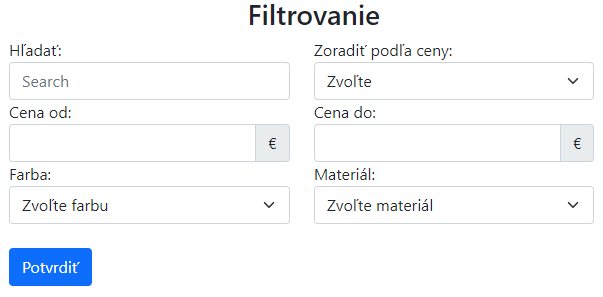 Filtrovanie
Hľadať: Zoradiť podľa ceny:
Search Zvoľte
Cena od: Cena do:
€ €
Farba: Materiál:
Zvoľte farbu Zvoľte materiál
Potvrdiť